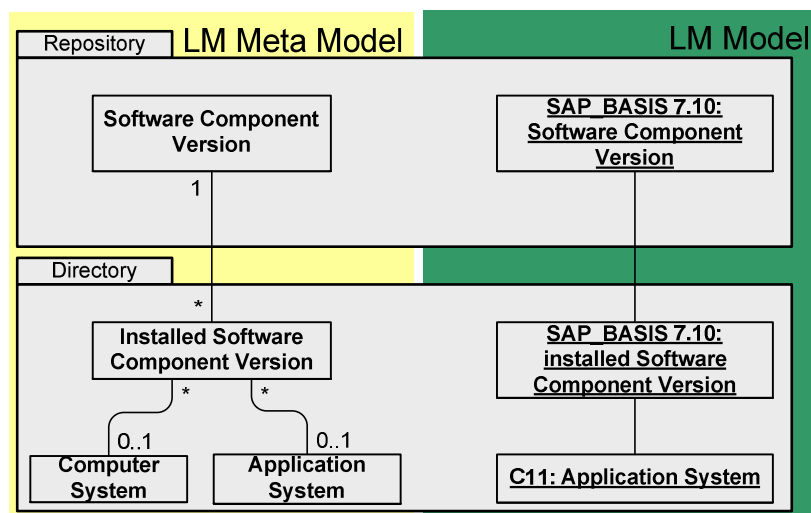 LM Meta Model
LM Model
Repository
Software Component
Version
SAP_BASIS 7.10:
Software Component
Version
1
Directory
*
Installed Software
Component Version
SAP_BASIS 7.10:
installed Software
Component Version
*
*
0..1
0..1
Computer
System
Application
System
C11: Application System